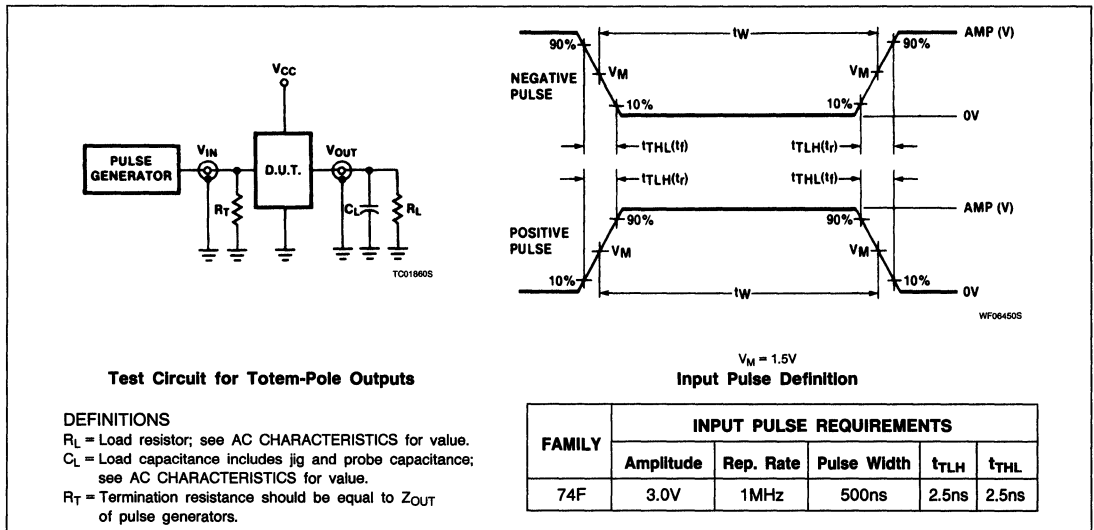 VCC
PULSE GENERATOR
VIN
D.U.T.
VOUT
RT
CL
RL
TC01860S
Test Circuit for Totem-Pole Outputs
DEFINITIONS
RL = Load resistor; see AC CHARACTERISTICS for value.
CL = Load capacitance includes jig and probe capacitance;
see AC CHARACTERISTICS for value.
RT = Termination resistance should be equal to ZOUT
of pulse generators.
90% tW 90% AMP (V)
NEGATIVE PULSE
VM VM
10% 10%
0V
tTHL(tf) tTLH(tr)
tTLH(tr) tTHL(tf)
AMP (V)
90% 90%
POSITIVE PULSE
VM VM
10% 10%
tW
0V
WF06450S
VM = 1.5V
Input Pulse Definition
FAMILY INPUT PULSE REQUIREMENTS
Amplitude Rep. Rate Pulse Width tTLH tTHL
74F 3.0V 1MHz 500ns 2.5ns 2.5ns